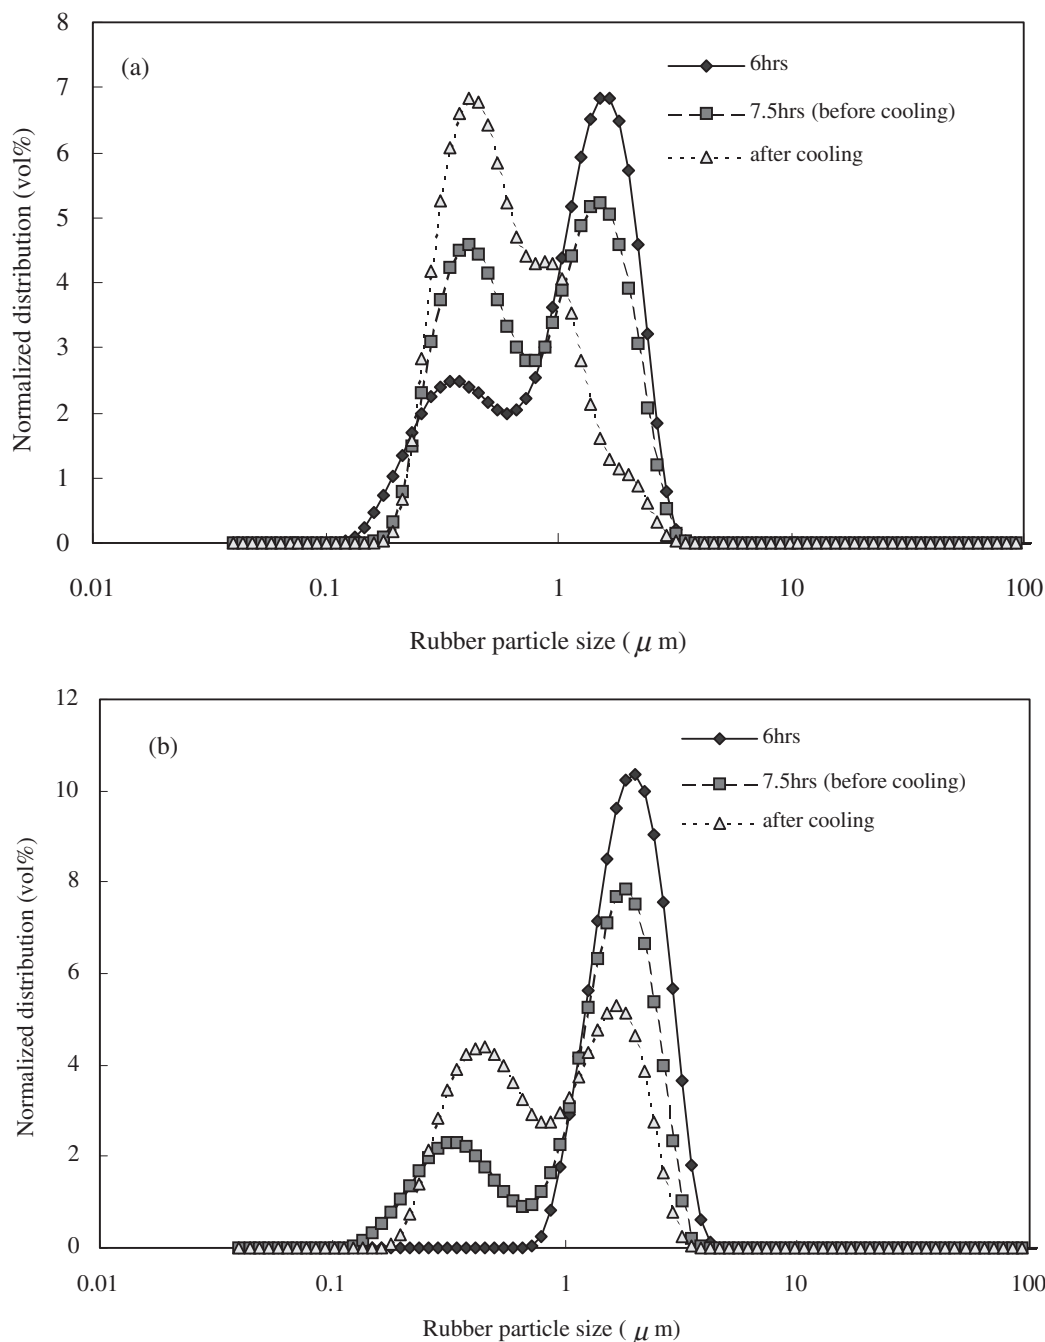 8
7
6
5
4
3
2
1
0
Normalized distribution (vol%)
(a)
6hrs
7.5hrs (before cooling)
after cooling
0.01
0.1
1
10
100
Rubber particle size ( μ m)
12
10
8
6
4
2
0
Normalized distribution (vol%)
(b)
6hrs
7.5hrs (before cooling)
after cooling
0.01
0.1
1
10
100
Rubber particle size ( μ m)